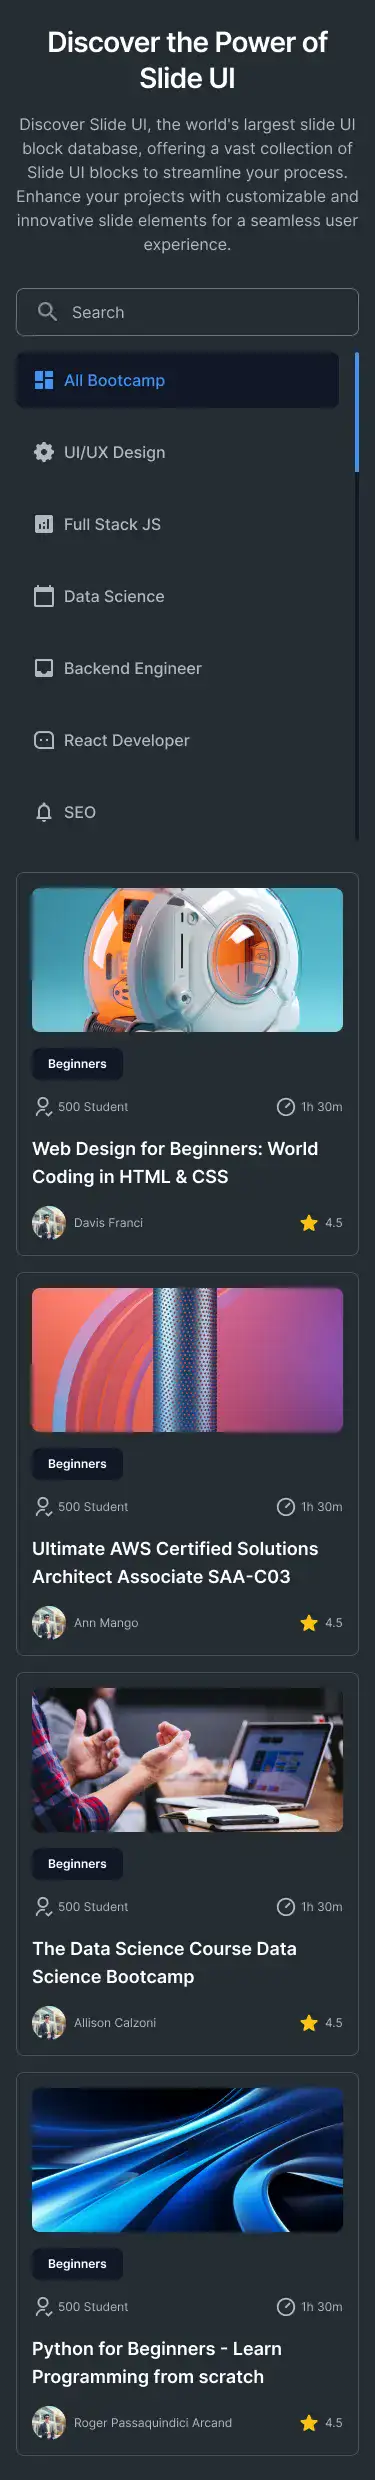 Discover the Power of
Slide UI
Discover Slide UI, the world's largest slide UI
block database, offering a vast collection of
Slide UI blocks to streamline your process.
Enhance your projects with customizable and
innovative slide elements for a seamless user
experience.
Search
All Bootcamp
UI/UX Design
Full Stack JS
Data Science
Backend Engineer
React Developer
SEO
Beginners
500 Student 1h 30m
Web Design for Beginners: World
Coding in HTML & CSS
Davis Franci 4.5
Beginners
500 Student 1h 30m
Ultimate AWS Certified Solutions
Architect Associate SAA-C03
Ann Mango 4.5
Beginners
500 Student 1h 30m
The Data Science Course Data
Science Bootcamp
Allison Calzoni 4.5
Beginners
500 Student 1h 30m
Python for Beginners - Learn
Programming from scratch
Roger Passaquindici Arcand 4.5